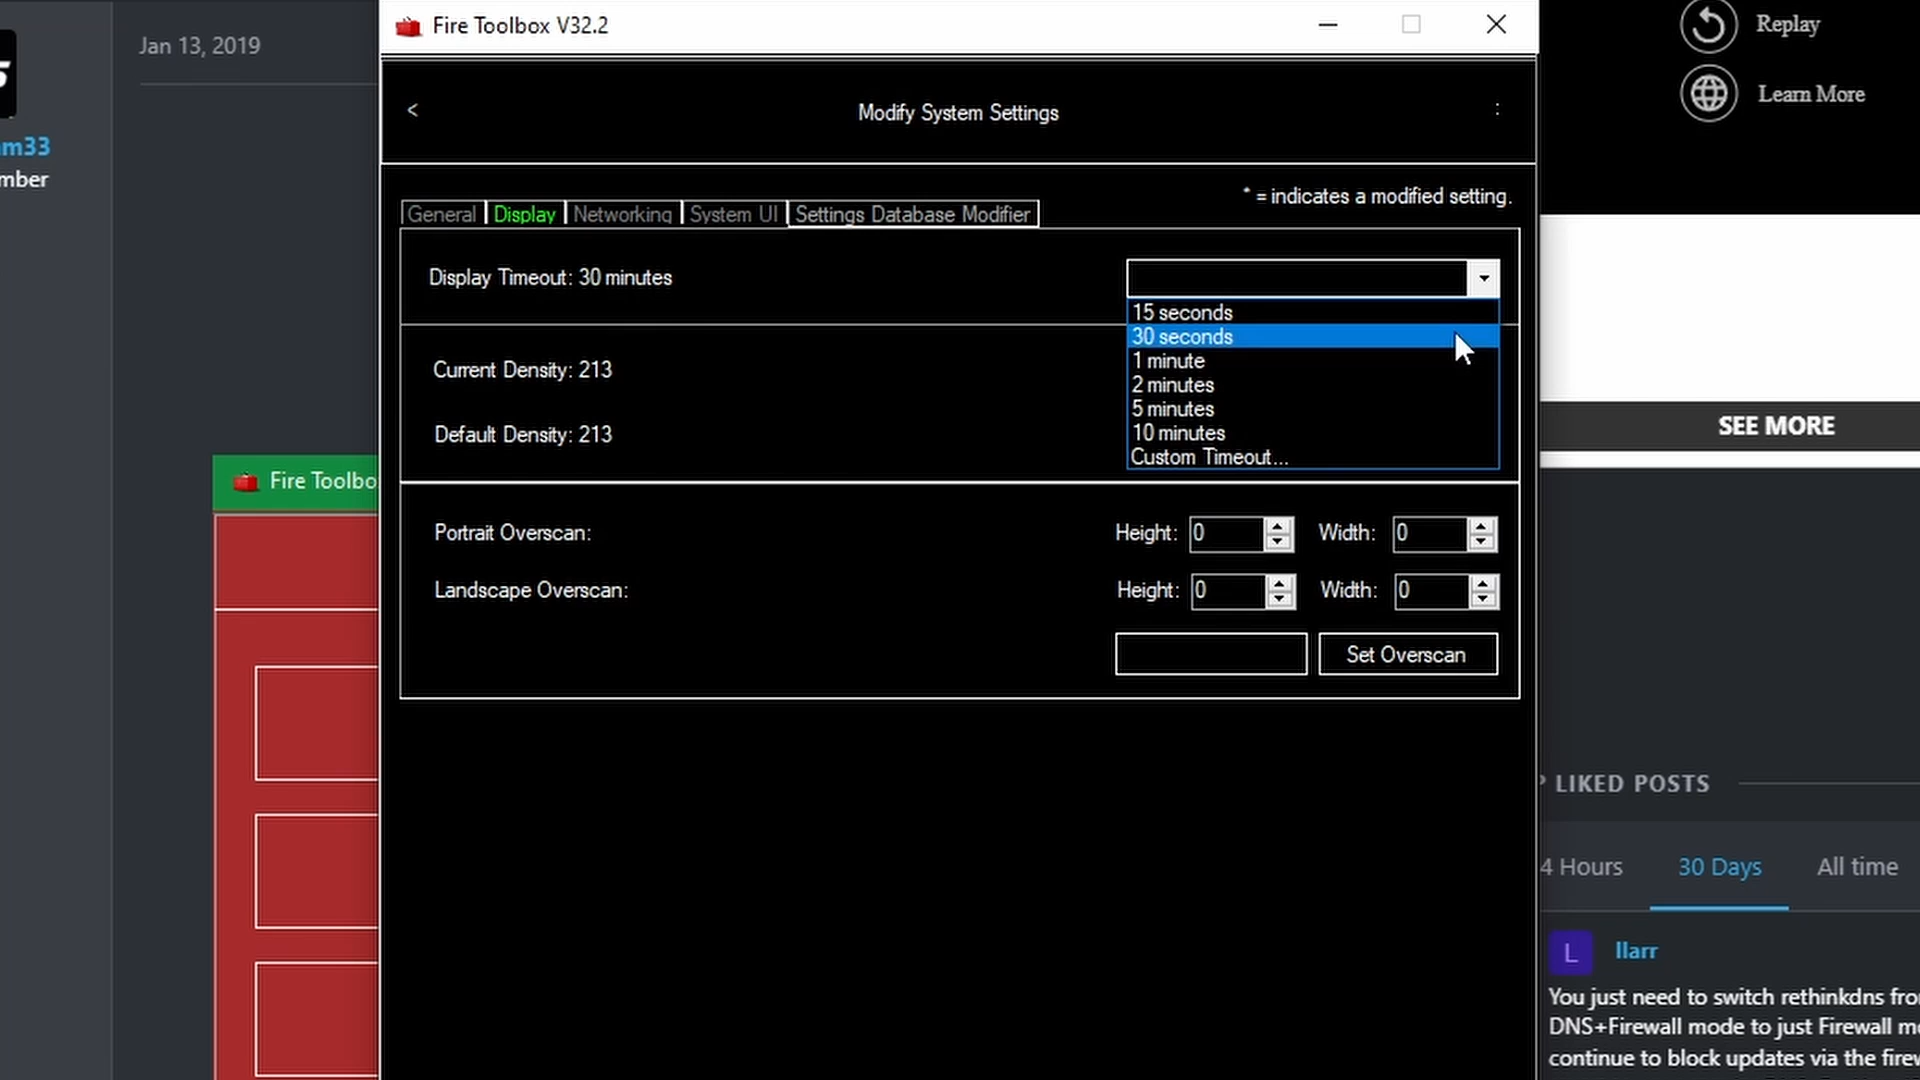 Jan 13, 2019
m33
mber
Fire Toolbox V32.2
<
Modify System Settings
:
* = indicates a modified setting.
General
Display
Networking
System UI
Settings Database Modifier
Display Timeout: 30 minutes
15 seconds
30 seconds
1 minute
2 minutes
5 minutes
10 minutes
Custom Timeout...
Current Density: 213
Default Density: 213
Portrait Overscan:
Height: 0
Width: 0
Landscape Overscan:
Height: 0
Width: 0
Set Overscan
Fire Toolbo
Replay
Learn More
SEE MORE
LIKED POSTS
4 Hours
30 Days
All time
L
llarr
You just need to switch rethinkdns fro
DNS+Firewall mode to just Firewall m
continue to block updates via the firew